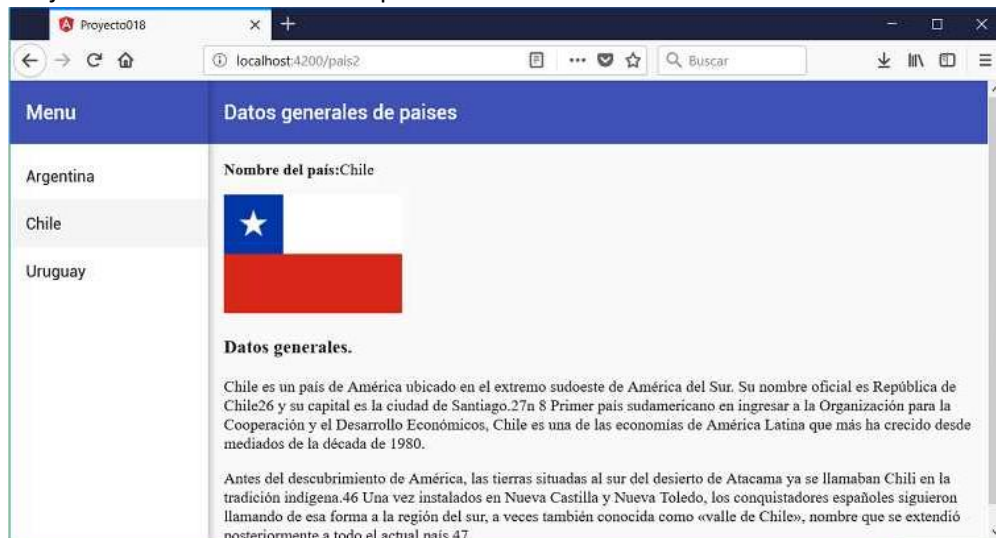 Proyecto018
localhost:4200/pais2
Buscar
Menu
Datos generales de paises
Argentina
Chile
Uruguay
Nombre del país:Chile
Datos generales.
Chile es un país de América ubicado en el extremo sudoeste de América del Sur. Su nombre oficial es República de
Chile26 y su capital es la ciudad de Santiago.27n 8 Primer país sudamericano en ingresar a la Organización para la
Cooperación y el Desarrollo Económicos, Chile es una de las economías de América Latina que más ha crecido desde
mediados de la década de 1980.
Antes del descubrimiento de América, las tierras situadas al sur del desierto de Atacama ya se llamaban Chili en la
tradición indígena.46 Una vez instalados en Nueva Castilla y Nueva Toledo, los conquistadores españoles siguieron
llamando de esa forma a la región del sur, a veces también conocida como «valle de Chile», nombre que se extendió
posteriormente a todo el actual país.47